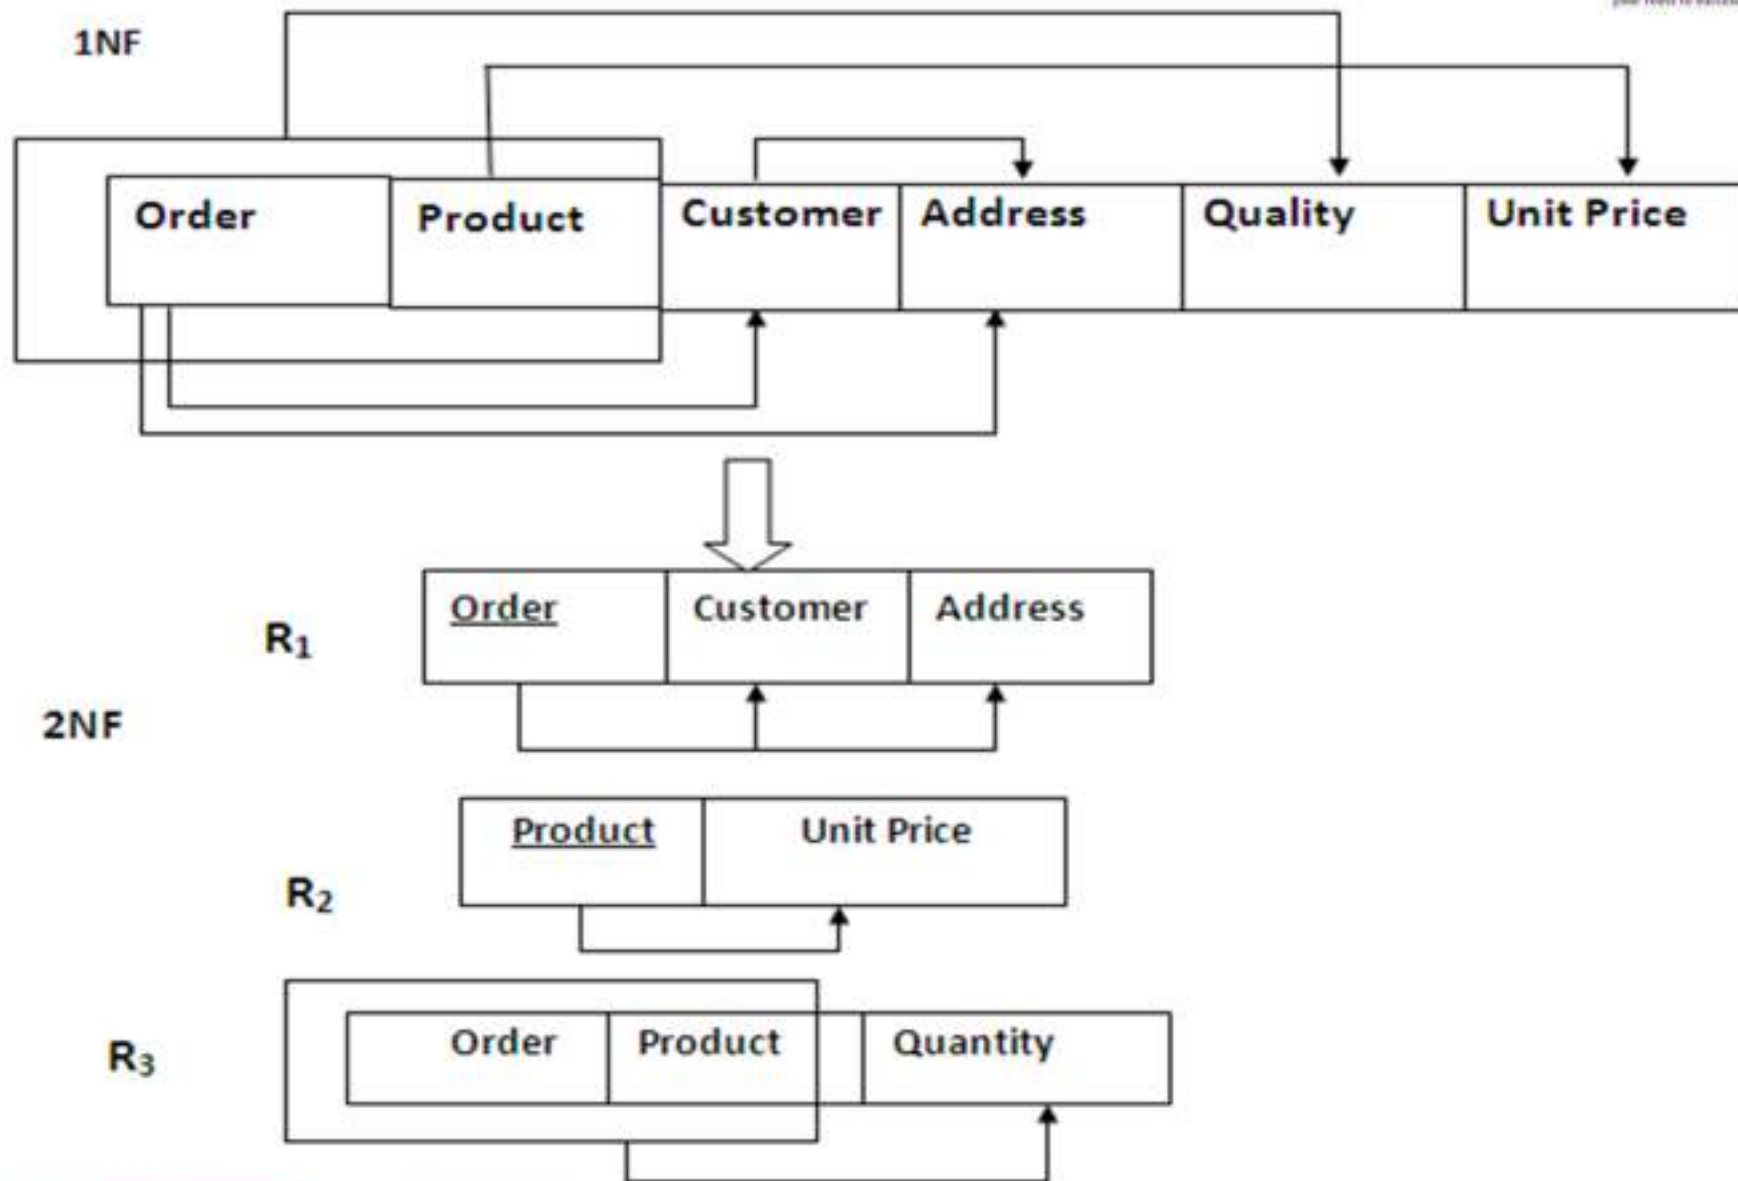 1NF
Order Product Customer Address Quality Unit Price
R₁ Order Customer Address
2NF
Product Unit Price
R₂
R₃ Order Product Quantity